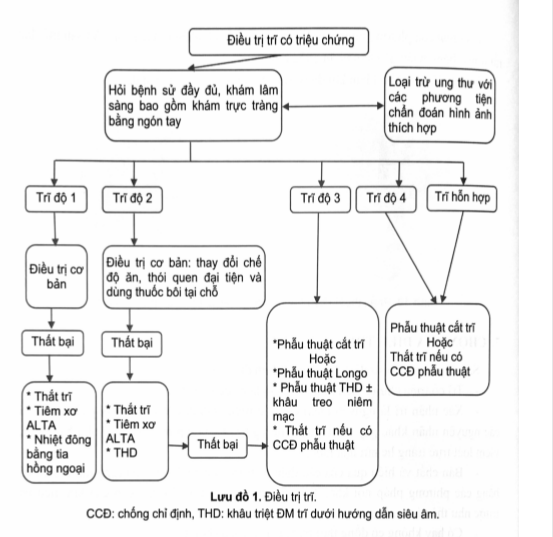 Điều trị trĩ có triệu chứng
Hỏi bệnh sử đầy đủ, khám lâm
sàng bao gồm khám trực tràng
bằng ngón tay
Loại trừ ung thư với
các phương tiện
chẩn đoán hình ảnh
thích hợp
Trĩ độ 1
Trĩ độ 2
Trĩ độ 3
Trĩ độ 4
Trĩ hỗn hợp
Điều trị cơ
bản
Điều trị cơ bản: thay đổi chế
độ ăn, thói quen đại tiện và
dùng thuốc bôi tại chỗ
Thất bại
Thất bại
* Thắt trĩ
* Tiêm xơ
ALTA
* Nhiệt đông
bằng tia
hồng ngoại
* Thắt trĩ
* Tiêm xơ
ALTA
* THD
Thất bại
*Phẫu thuật cắt trĩ
Hoặc
*Phẫu thuật Longo
* Phẫu thuật THD ±
khâu treo niêm
mạc
* Thắt trĩ nếu có
CCĐ phẫu thuật
Phẫu thuật cắt trĩ
Hoặc
Thắt trĩ nếu có
CCĐ phẫu thuật
Lưu đồ 1. Điều trị trĩ.
CCĐ: chống chỉ định, THD: khâu triệt ĐM trĩ dưới hướng dẫn siêu âm.